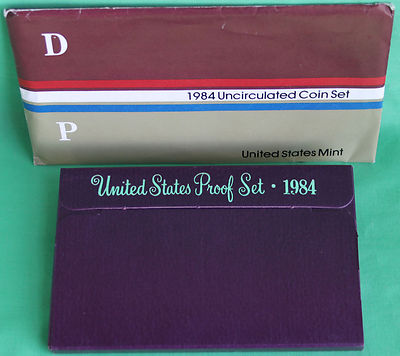 D
1984 Uncirculated Coin Set
P
United States Mint
United States Proof Set · 1984